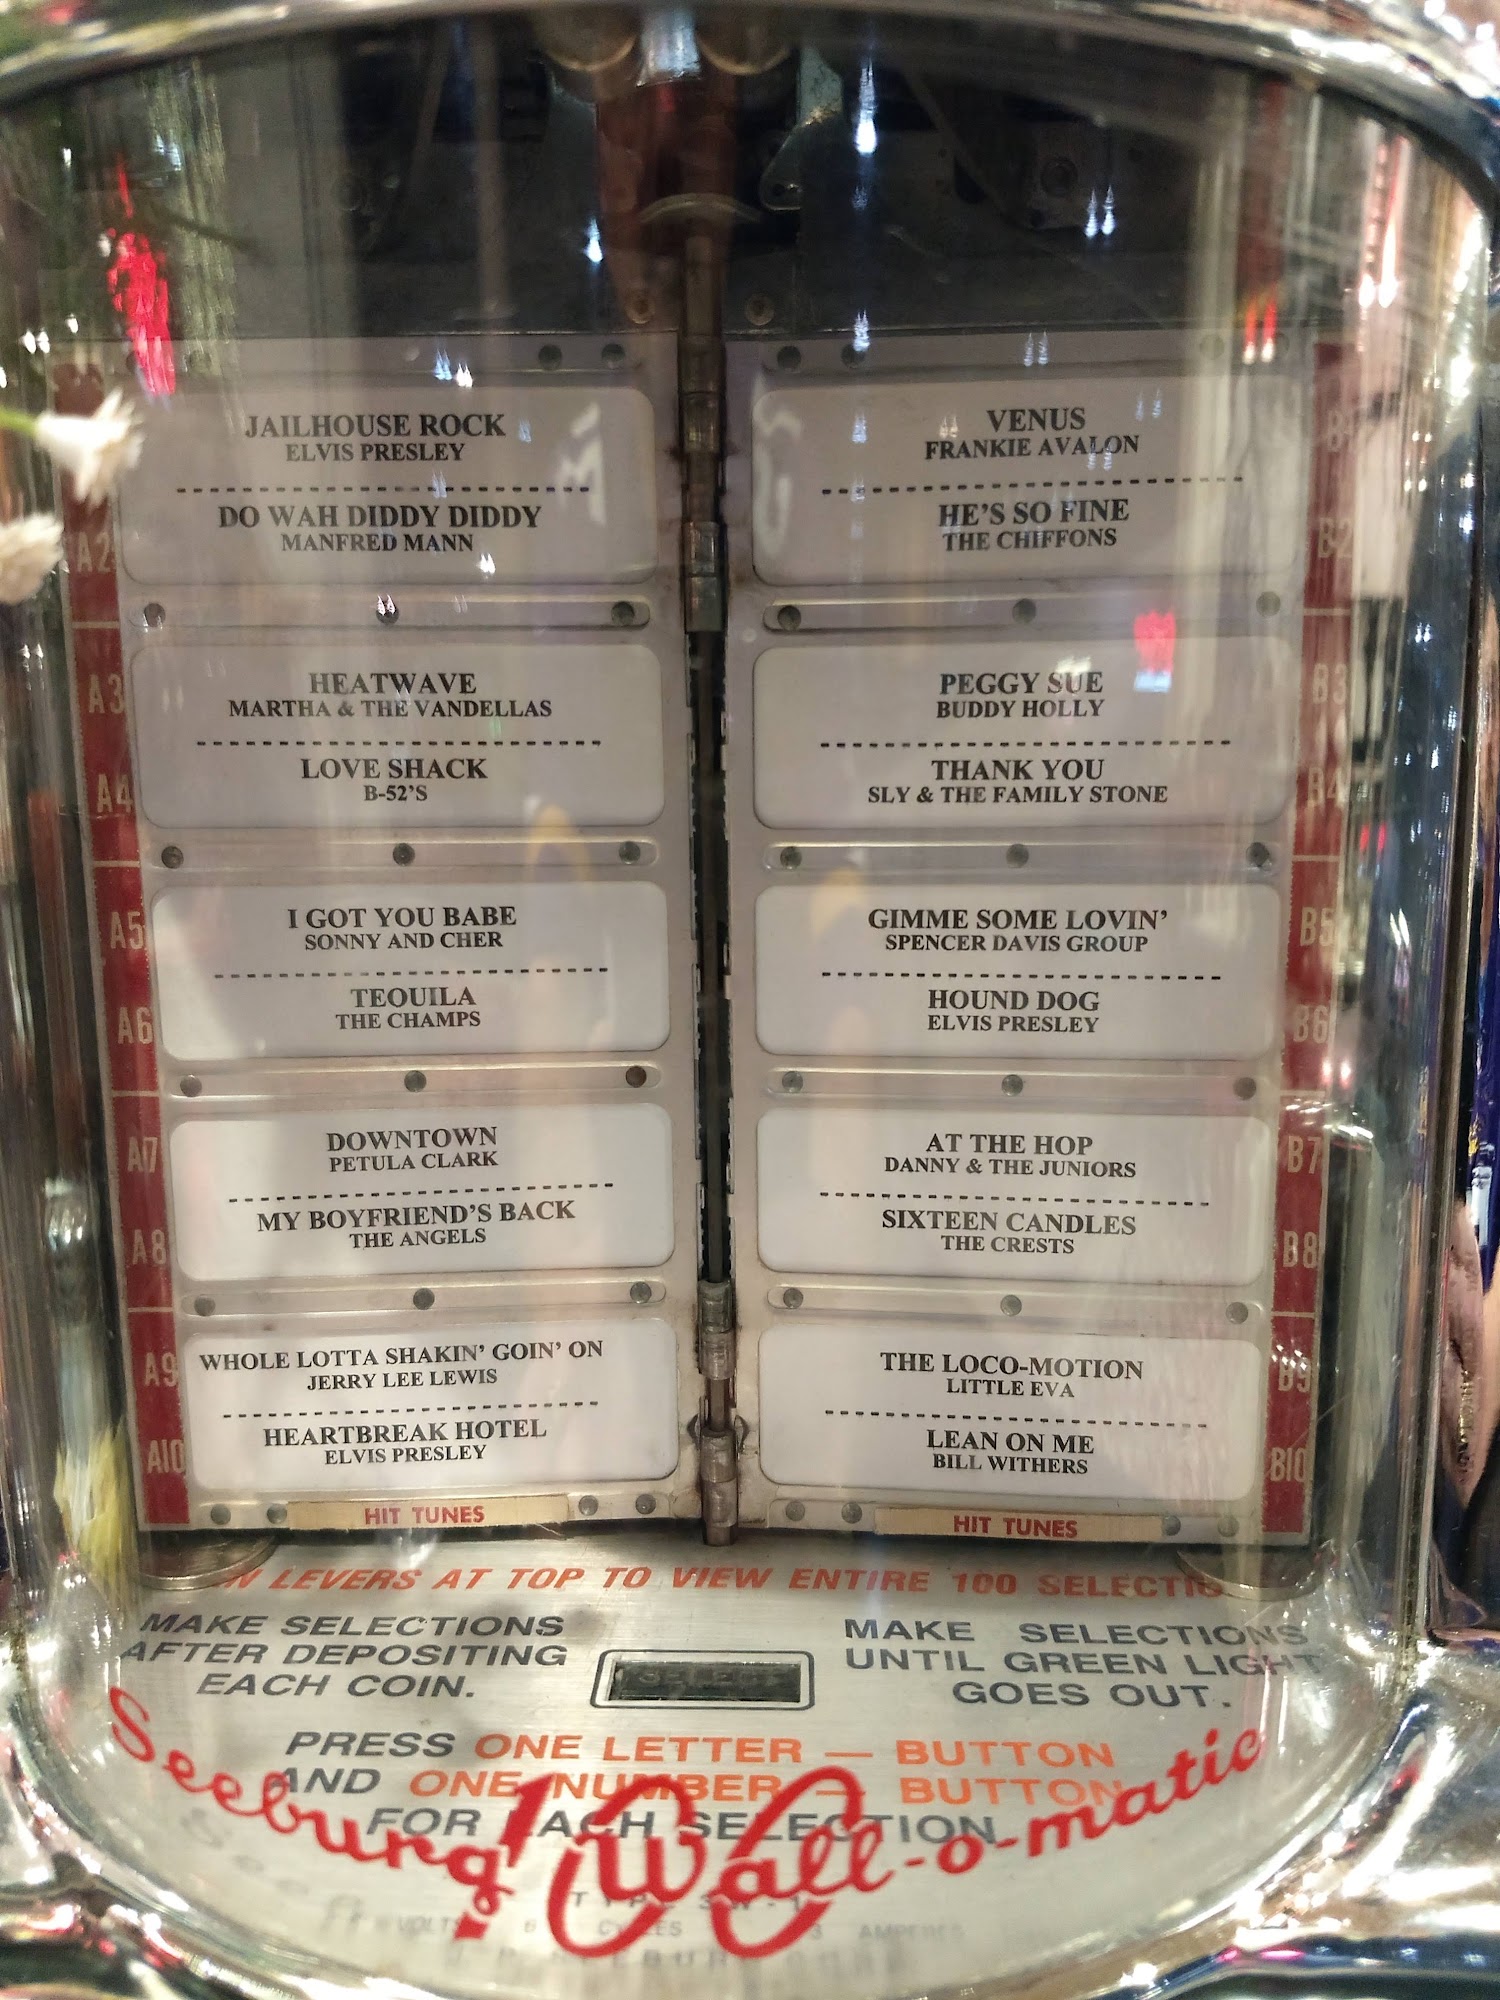 JAILHOUSE ROCK
ELVIS PRESLEY
DO WAH DIDDY DIDDY
MANFRED MANN
A2
HEATWAVE
MARTHA & THE VANDELLAS
A3
LOVE SHACK
B-52'S
A4
I GOT YOU BABE
SONNY AND CHER
A5
TEQUILA
THE CHAMPS
A6
DOWNTOWN
PETULA CLARK
A7
MY BOYFRIEND'S BACK
THE ANGELS
A8
WHOLE LOTTA SHAKIN' GOIN' ON
JERRY LEE LEWIS
A9
HEARTBREAK HOTEL
ELVIS PRESLEY
A10
HIT TUNES
VENUS
FRANKIE AVALON
HE'S SO FINE
THE CHIFFONS
B2
PEGGY SUE
BUDDY HOLLY
B3
THANK YOU
SLY & THE FAMILY STONE
B4
GIMME SOME LOVIN'
SPENCER DAVIS GROUP
B5
HOUND DOG
ELVIS PRESLEY
B6
AT THE HOP
DANNY & THE JUNIORS
B7
SIXTEEN CANDLES
THE CRESTS
B8
THE LOCO-MOTION
LITTLE EVA
B9
LEAN ON ME
BILL WITHERS
B10
HIT TUNES
LEVERS AT TOP TO VIEW ENTIRE 100
MAKE SELECTIONS
AFTER DEPOSITING
EACH COIN.
SELECT
MAKE SELECTIONS
UNTIL GREEN LIGHT
GOES OUT.
PRESS ONE LETTER — BUTTON
AND ONE NUMBER — BUTTON
FOR EACH SELECTION
Seeburg 100 Wall-o-matic